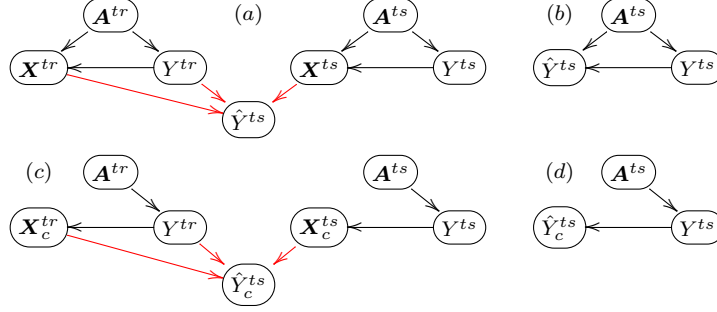 𝑨^{tr} (a) 𝑨^{ts} (b) 𝑨^{ts}
𝑿^{tr} Y^{tr} 𝑿^{ts} Y^{ts} Ŷ^{ts} Y^{ts}
Ŷ^{ts}
(c) 𝑨^{tr} 𝑨^{ts} (d) 𝑨^{ts}
𝑿_c^{tr} Y^{tr} 𝑿_c^{ts} Y^{ts} Ŷ_c^{ts} Y^{ts}
Ŷ_c^{ts}